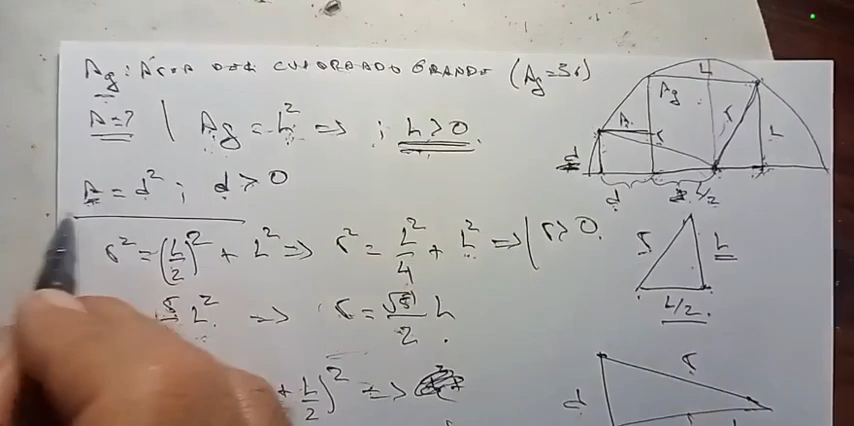 Ag: Área del cuadrado grande (Ag=36)
A=? | Ag = L² => ; L>0.
A = d² ; d>0
r² = (L/2)² + L² => r² = L²/4 + L² => | r>0.
5 L² => r = √5/2 L.
+ L/2)² =>
L
Ag
A
r
r
L
d
d
L/2
r
L
L/2.
r
d